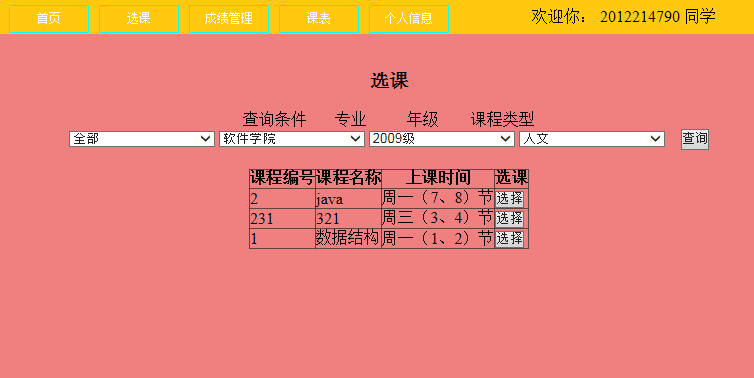 首页 选课 成绩管理 课表 个人信息 欢迎你： 2012214790 同学
选课
查询条件 专业 年级 课程类型
全部 软件学院 2009级 人文 查询
课程编号 课程名称 上课时间 选课
2 java 周一（7、8）节 选择
231 321 周三（3、4）节 选择
1 数据结构 周一（1、2）节 选择